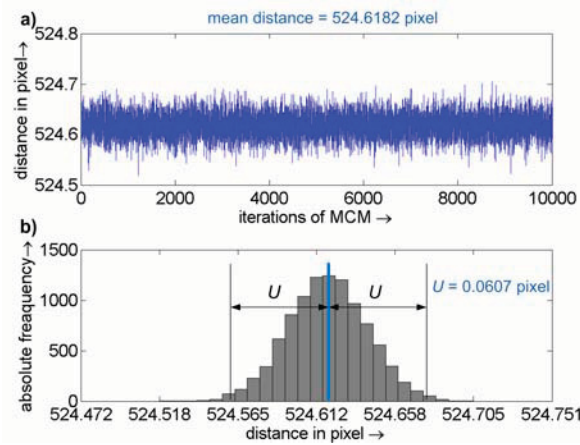 a)
mean distance = 524.6182 pixel
distance in pixel→
524.8
524.7
524.6
524.5
0 2000 4000 6000 8000 10000
iterations of MCM →
b)
absolute freaquency→
1500
1000
500
0
U U
U = 0.0607 pixel
524.472 524.518 524.565 524.612 524.658 524.705 524.751
distance in pixel →